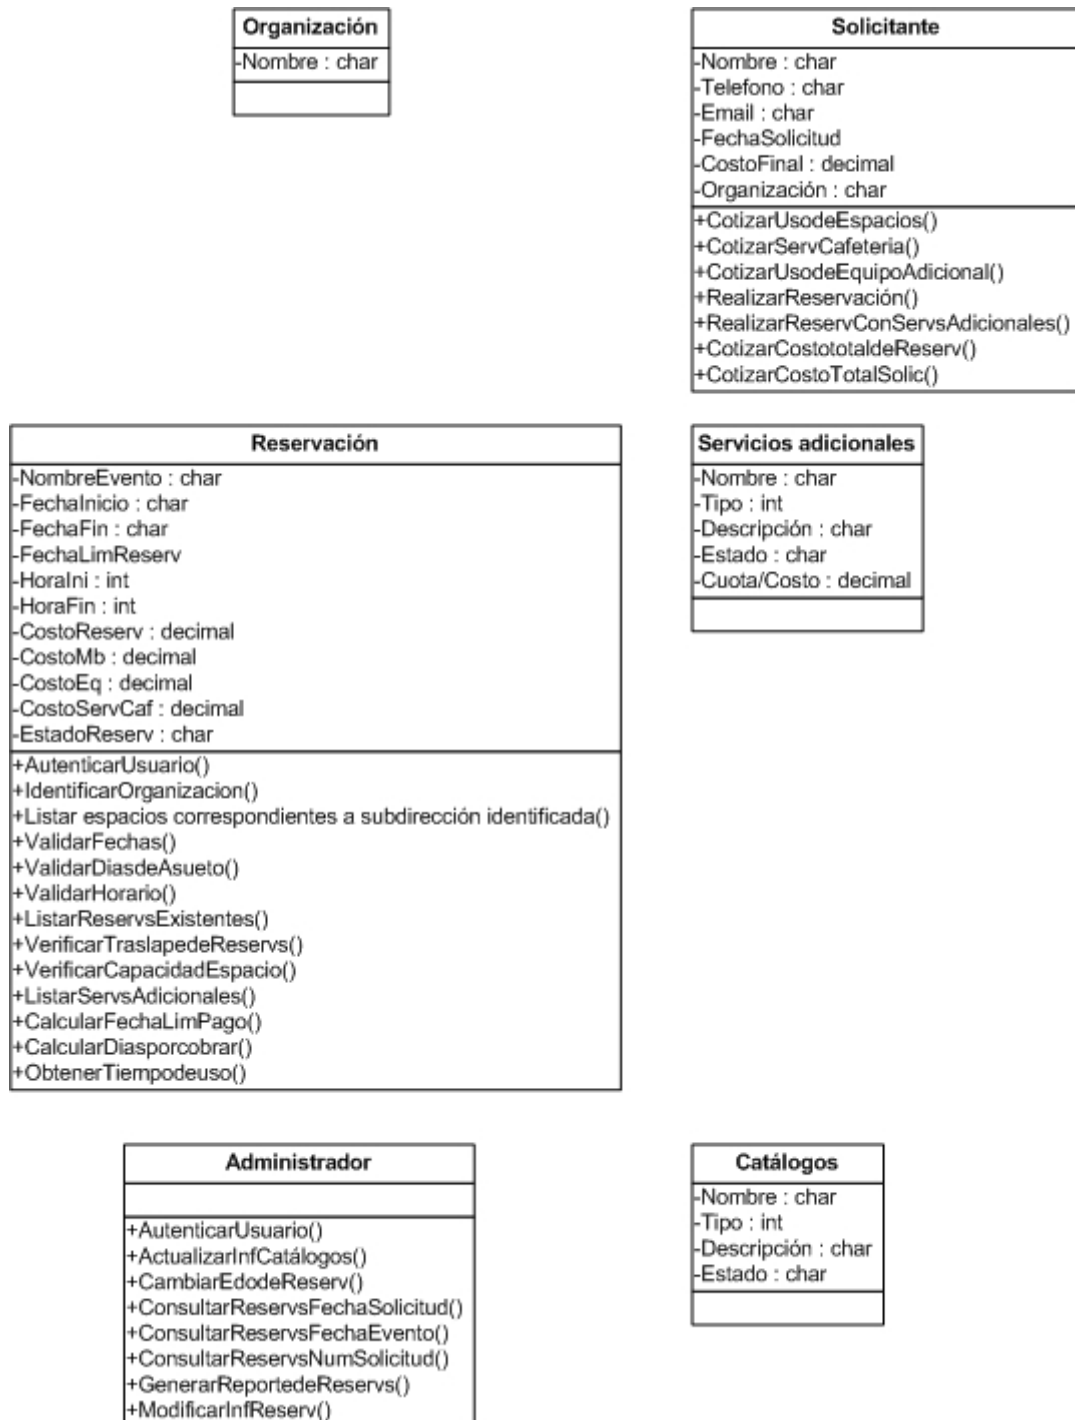 Organización
-Nombre : char
Solicitante
-Nombre : char
-Telefono : char
-Email : char
-FechaSolicitud
-CostoFinal : decimal
-Organización : char
+CotizarUsodeEspacios()
+CotizarServCafeteria()
+CotizarUsodeEquipoAdicional()
+RealizarReservación()
+RealizarReservConServsAdicionales()
+CotizarCostototaldeReserv()
+CotizarCostoTotalSolic()
Reservación
-NombreEvento : char
-FechaInicio : char
-FechaFin : char
-FechaLimReserv
-HoraIni : int
-HoraFin : int
-CostoReserv : decimal
-CostoMb : decimal
-CostoEq : decimal
-CostoServCaf : decimal
-EstadoReserv : char
+AutenticarUsuario()
+IdentificarOrganizacion()
+Listar espacios correspondientes a subdirección identificada()
+ValidarFechas()
+ValidarDiasdeAsueto()
+ValidarHorario()
+ListarReservsExistentes()
+VerificarTraslapedeReservs()
+VerificarCapacidadEspacio()
+ListarServsAdicionales()
+CalcularFechaLimPago()
+CalcularDiasporcobrar()
+ObtenerTiempodeuso()
Servicios adicionales
-Nombre : char
-Tipo : int
-Descripción : char
-Estado : char
-Cuota/Costo : decimal
Administrador
+AutenticarUsuario()
+ActualizarInfCatálogos()
+CambiarEdodeReserv()
+ConsultarReservsFechaSolicitud()
+ConsultarReservsFechaEvento()
+ConsultarReservsNumSolicitud()
+GenerarReportedeReservs()
+ModificarInfReserv()
Catálogos
-Nombre : char
-Tipo : int
-Descripción : char
-Estado : char